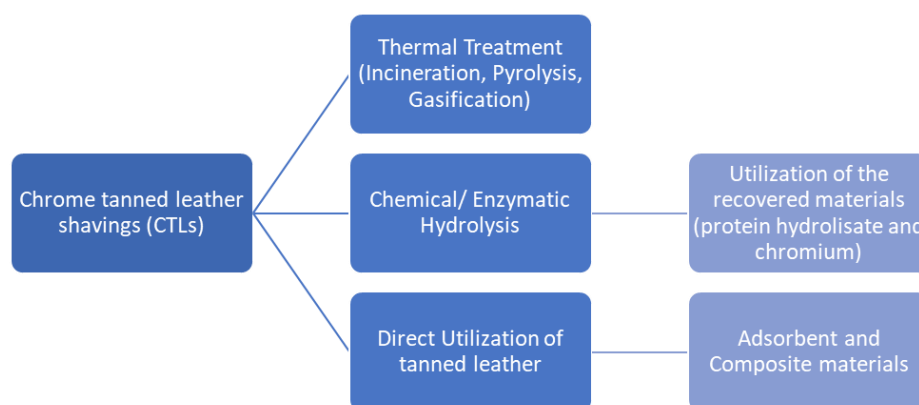 Thermal Treatment
(Incineration, Pyrolysis,
Gasification)
Chrome tanned leather
shavings (CTLs)
Chemical/ Enzymatic
Hydrolysis
Utilization of the
recovered materials
(protein hydrolisate and
chromium)
Direct Utilization of
tanned leather
Adsorbent and
Composite materials